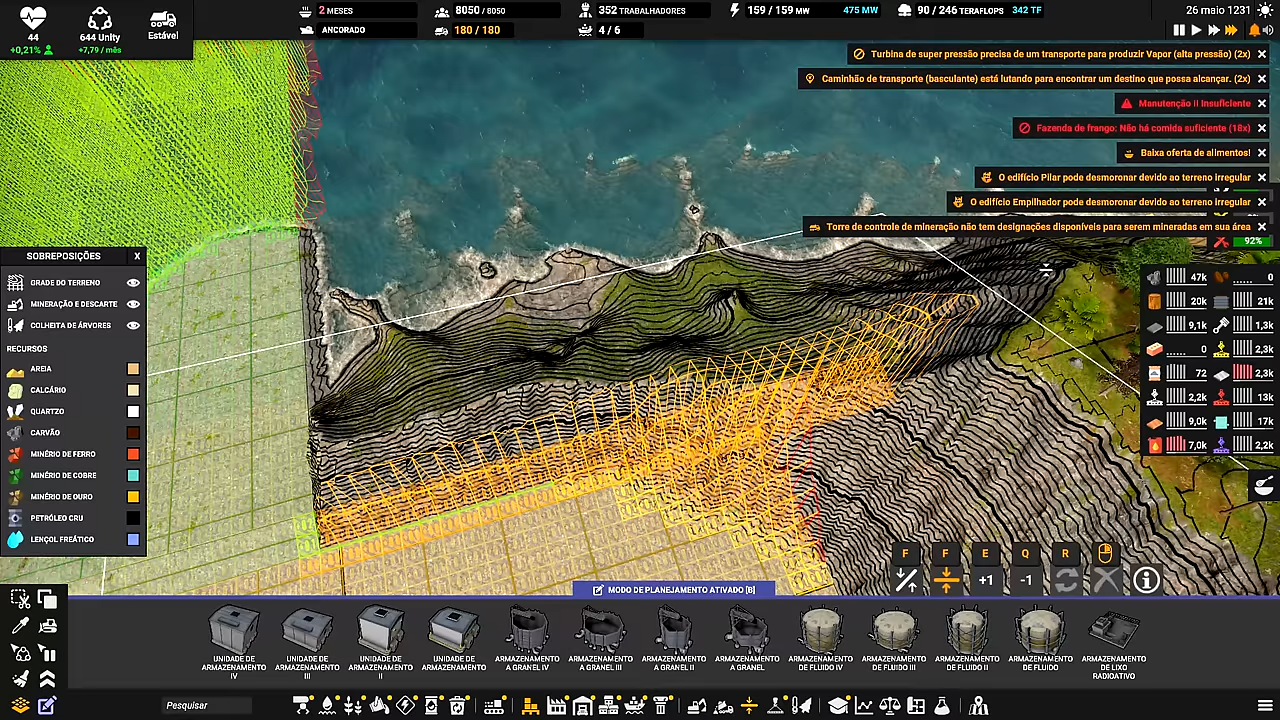 44
+0,21%
644 Unity
+7,79 / mês
Estável
2 MESES
ANCORADO
8050 / 8050
180 / 180
352 TRABALHADORES
4 / 6
159 / 159 MW
475 MW
90 / 246 TERAFLOPS
342 TF
26 maio 1231
Turbina de super pressão precisa de um transporte para produzir Vapor (alta pressão) (2x) X
Caminhão de transporte (basculante) está lutando para encontrar um destino que possa alcançar. (2x) X
Manutenção II Insuficiente X
Fazenda de frango: Não há comida suficiente (18x) X
Baixa oferta de alimentos! X
O edifício Pilar pode desmoronar devido ao terreno irregular X
O edifício Empilhador pode desmoronar devido ao terreno irregular X
Torre de controle de mineração não tem designações disponíveis para serem mineradas em sua área X
92%
SOBREPOSIÇÕES X
GRADE DO TERRENO
MINERAÇÃO E DESCARTE
COLHEITA DE ÁRVORES
RECURSOS
AREIA
CALCÁRIO
QUARTZO
CARVÃO
MINÉRIO DE FERRO
MINÉRIO DE COBRE
MINÉRIO DE OURO
PETRÓLEO CRU
LENÇOL FREÁTICO
47k 0
20k 21k
9,1k 1,3k
0 2,3k
72 2,3k
2,2k 13k
9,0k 17k
7,0k 2,2k
F F E Q R
+1 -1
MODO DE PLANEJAMENTO ATIVADO [B]
UNIDADE DE ARMAZENAMENTO IV
UNIDADE DE ARMAZENAMENTO III
UNIDADE DE ARMAZENAMENTO II
UNIDADE DE ARMAZENAMENTO
ARMAZENAMENTO A GRANEL IV
ARMAZENAMENTO A GRANEL III
ARMAZENAMENTO A GRANEL II
ARMAZENAMENTO A GRANEL
ARMAZENAMENTO DE FLUIDO IV
ARMAZENAMENTO DE FLUIDO III
ARMAZENAMENTO DE FLUIDO II
ARMAZENAMENTO DE FLUIDO
ARMAZENAMENTO DE LIXO RADIOATIVO
Pesquisar